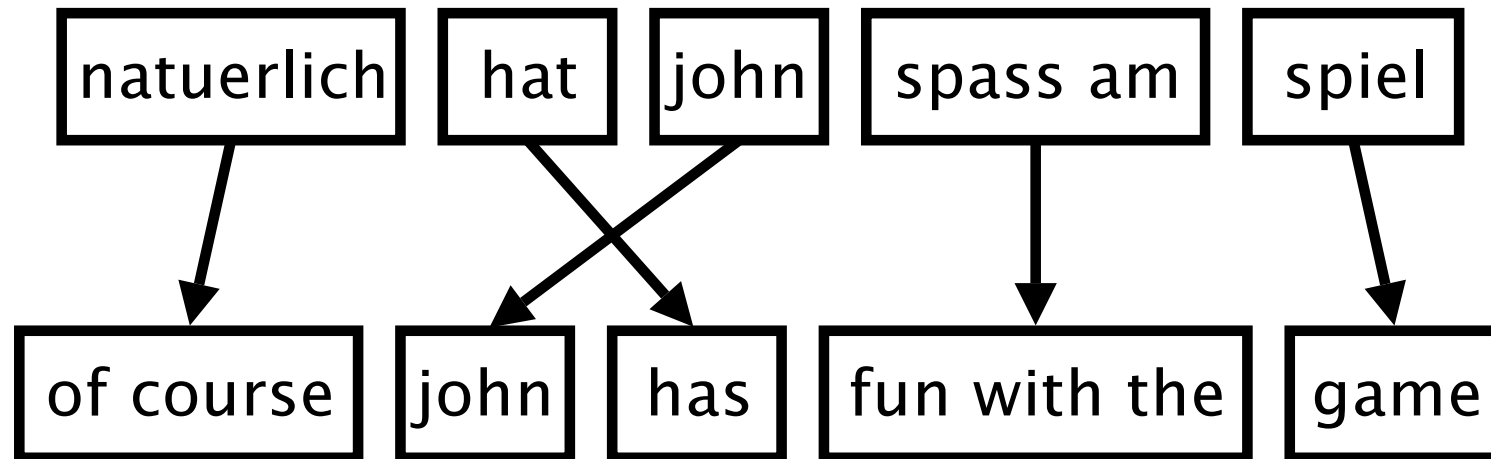 natuerlich hat john spass am spiel
of course john has fun with the game